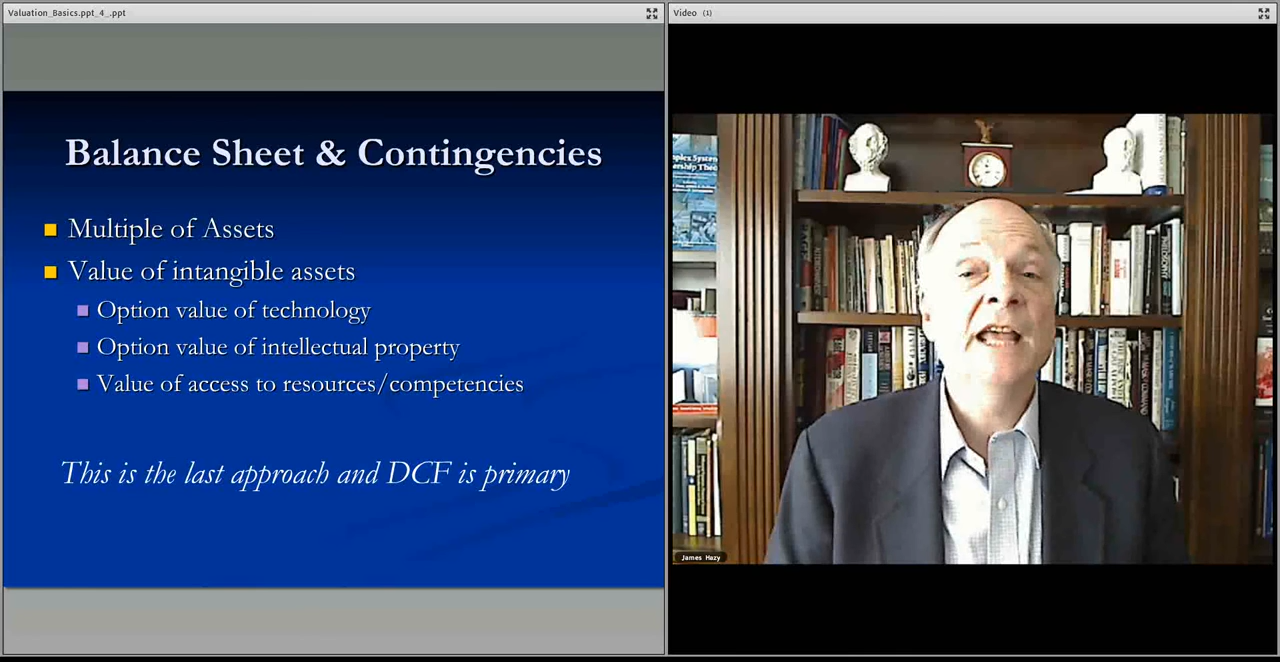 Valuation_Basics.ppt_4_.ppt
Balance Sheet & Contingencies
Multiple of Assets
Value of intangible assets
Option value of technology
Option value of intellectual property
Value of access to resources/competencies
This is the last approach and DCF is primary
Video (1)
James Hazy